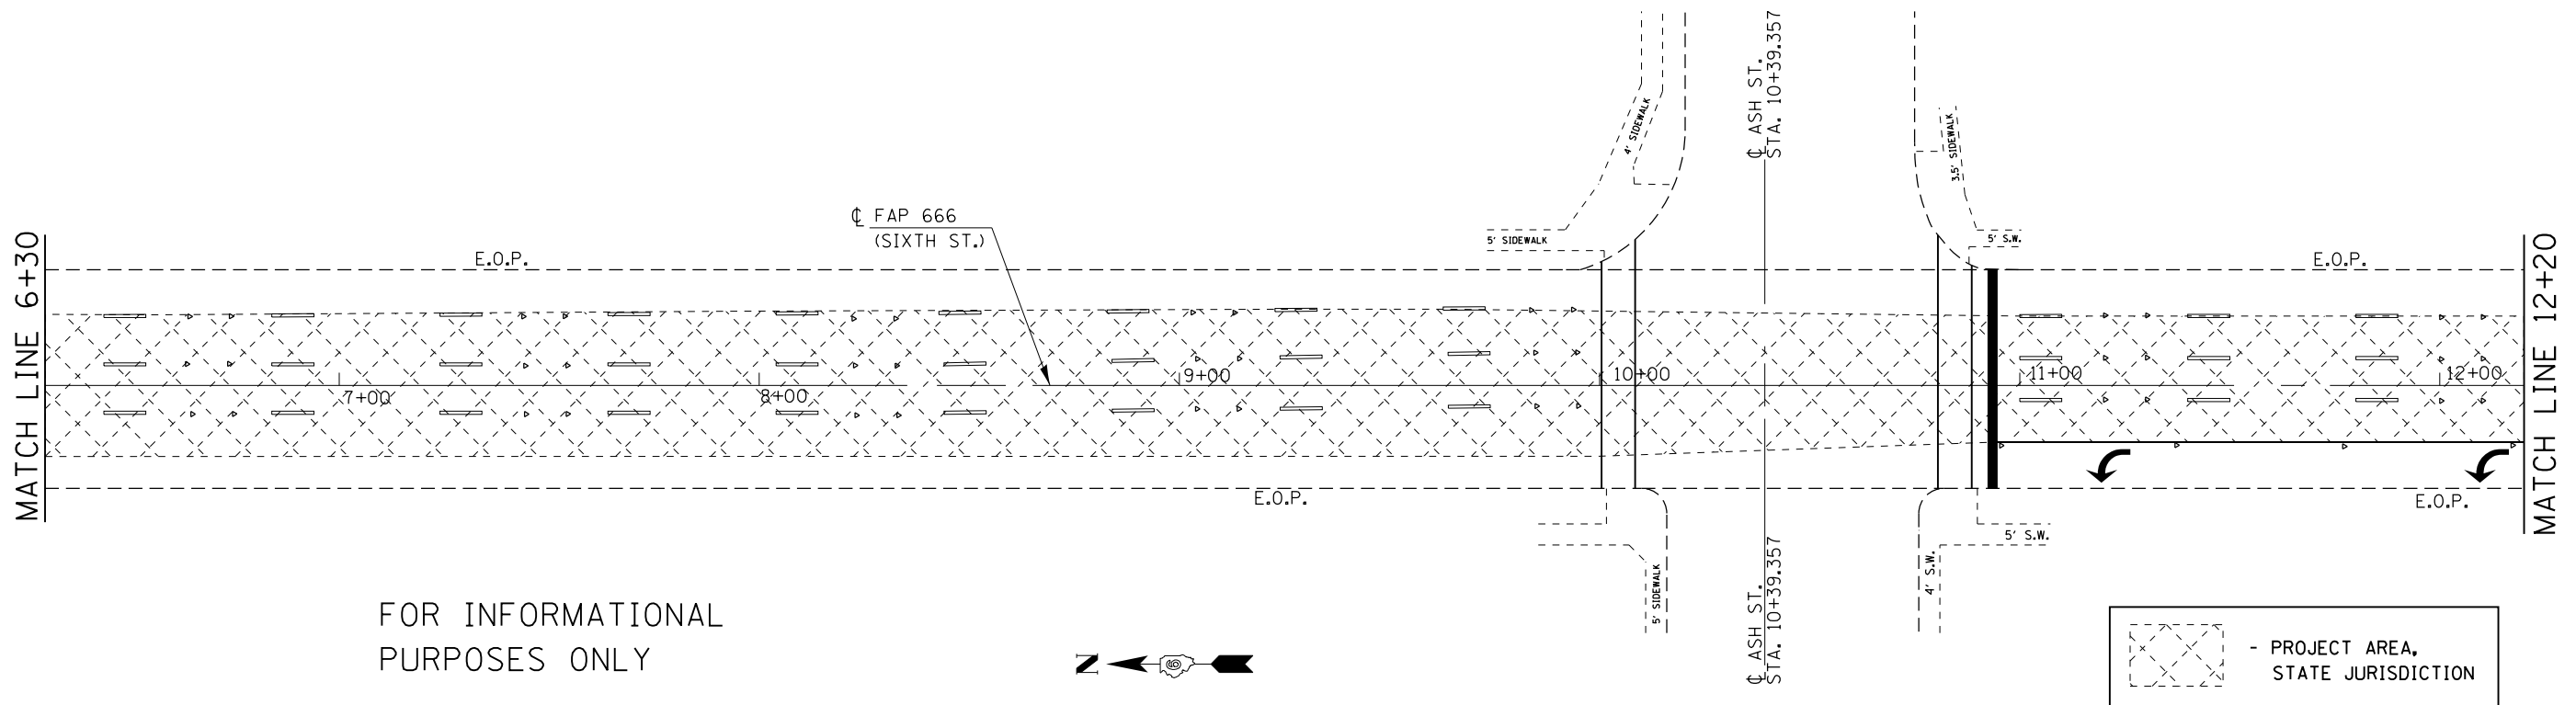 MATCH LINE 6+30
E.O.P.
℄ FAP 666
(SIXTH ST.)
7+00
8+00
9+00
10+00
11+00
12+00
5' SIDEWALK
4' SIDEWALK
℄ ASH ST.
STA. 10+39.357
3.5' SIDEWALK
5' S.W.
E.O.P.
MATCH LINE 12+20
E.O.P.
E.O.P.
5' SIDEWALK
℄ ASH ST.
STA. 10+39.357
4' S.W.
5' S.W.
FOR INFORMATIONAL
PURPOSES ONLY
N
6
- PROJECT AREA,
STATE JURISDICTION